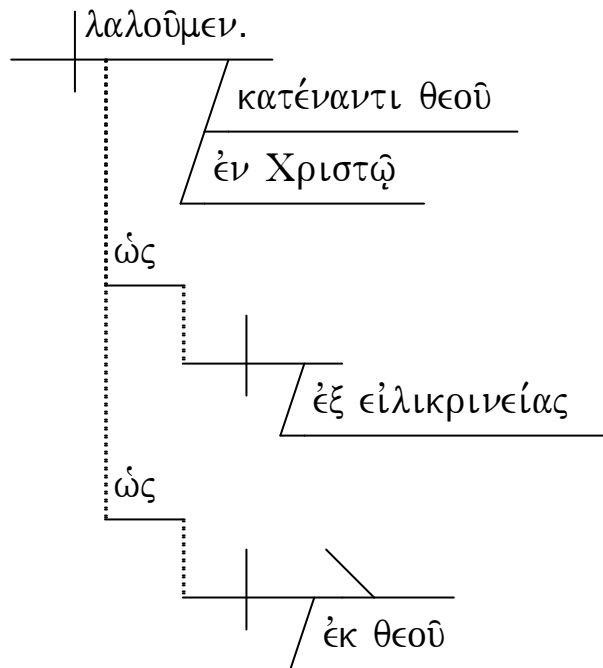 λαλοῦμεν.
κατέναντι θεοῦ
ἐν Χριστῷ
ὡς
ἐξ εἰλικρινείας
ὡς
ἐκ θεοῦ